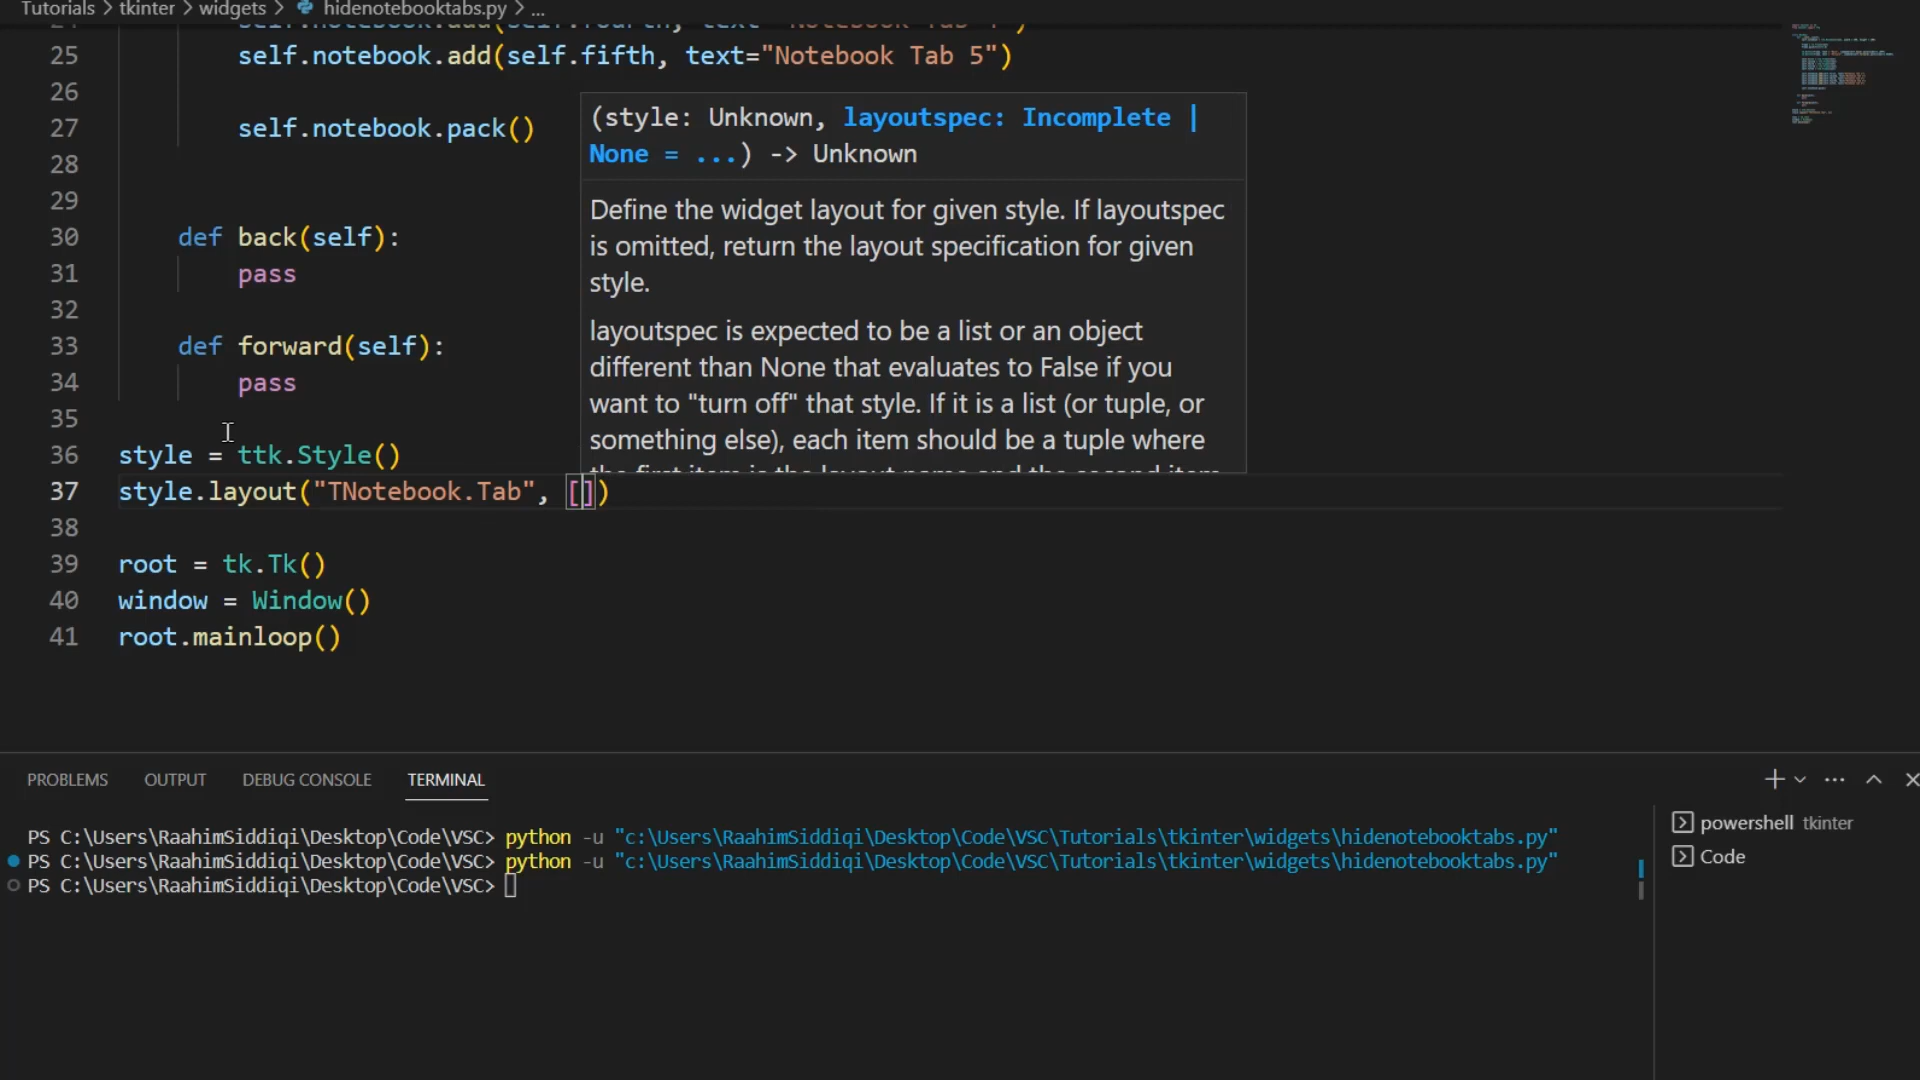 Tutorials > tkinter > widgets > hidenotebooktabs.py > ...
25 self.notebook.add(self.fifth, text="Notebook Tab 5")
26
27 self.notebook.pack()
28
29
30 def back(self):
31 pass
32
33 def forward(self):
34 pass
35
36 style = ttk.Style()
37 style.layout("TNotebook.Tab", [])
38
39 root = tk.Tk()
40 window = Window()
41 root.mainloop()
(style: Unknown, layoutspec: Incomplete |
None = ...) -> Unknown
Define the widget layout for given style. If layoutspec
is omitted, return the layout specification for given
style.
layoutspec is expected to be a list or an object
different than None that evaluates to False if you
want to "turn off" that style. If it is a list (or tuple, or
something else), each item should be a tuple where
PROBLEMS OUTPUT DEBUG CONSOLE TERMINAL
PS C:\Users\RaahimSiddiqi\Desktop\Code\VSC> python -u "c:\Users\RaahimSiddiqi\Desktop\Code\VSC\Tutorials\tkinter\widgets\hidenotebooktabs.py"
PS C:\Users\RaahimSiddiqi\Desktop\Code\VSC> python -u "c:\Users\RaahimSiddiqi\Desktop\Code\VSC\Tutorials\tkinter\widgets\hidenotebooktabs.py"
PS C:\Users\RaahimSiddiqi\Desktop\Code\VSC>
powershell tkinter
Code